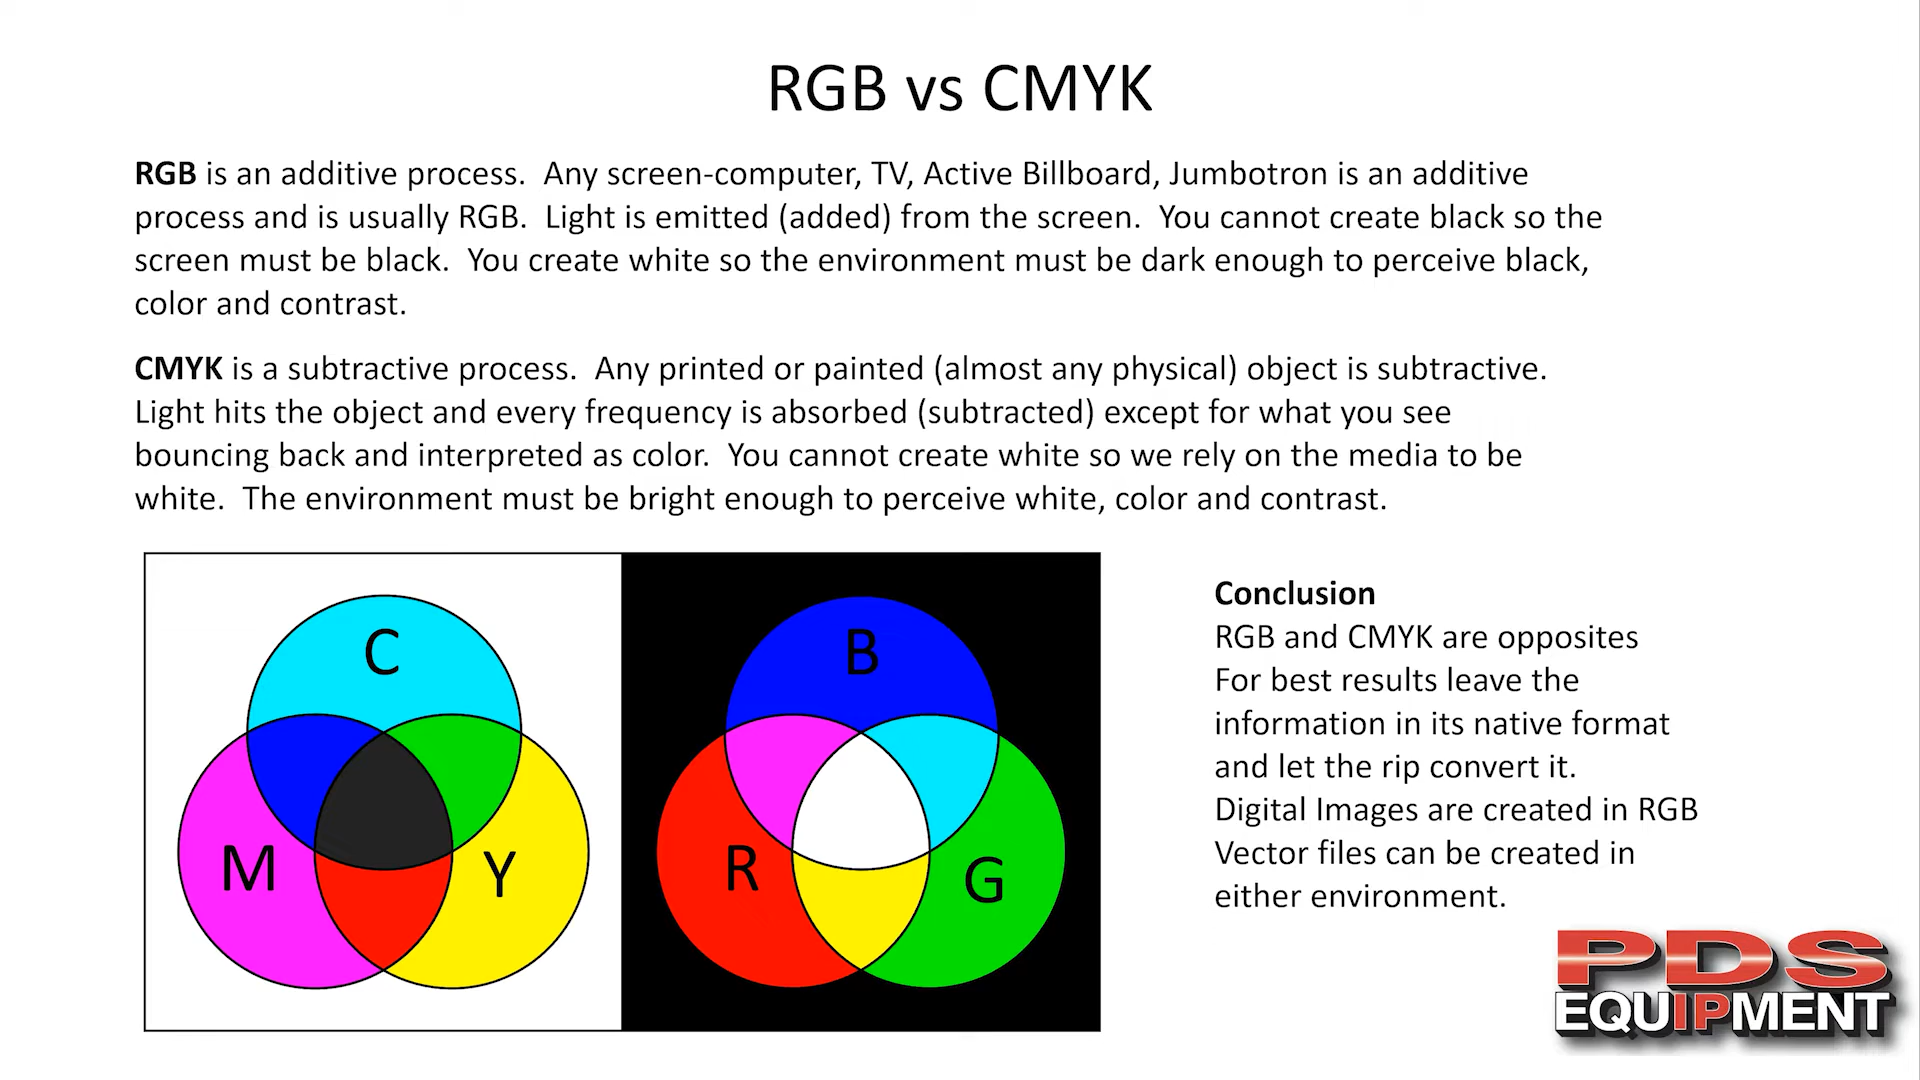 RGB vs CMYK
RGB is an additive process.  Any screen-computer, TV, Active Billboard, Jumbotron is an additive
process and is usually RGB.  Light is emitted (added) from the screen.  You cannot create black so the
screen must be black.  You create white so the environment must be dark enough to perceive black,
color and contrast.
CMYK is a subtractive process.  Any printed or painted (almost any physical) object is subtractive.
Light hits the object and every frequency is absorbed (subtracted) except for what you see
bouncing back and interpreted as color.  You cannot create white so we rely on the media to be
white.  The environment must be bright enough to perceive white, color and contrast.
C
M
Y
B
R
G
Conclusion
RGB and CMYK are opposites
For best results leave the
information in its native format
and let the rip convert it.
Digital Images are created in RGB
Vector files can be created in
either environment.
PDS
EQUIPMENT